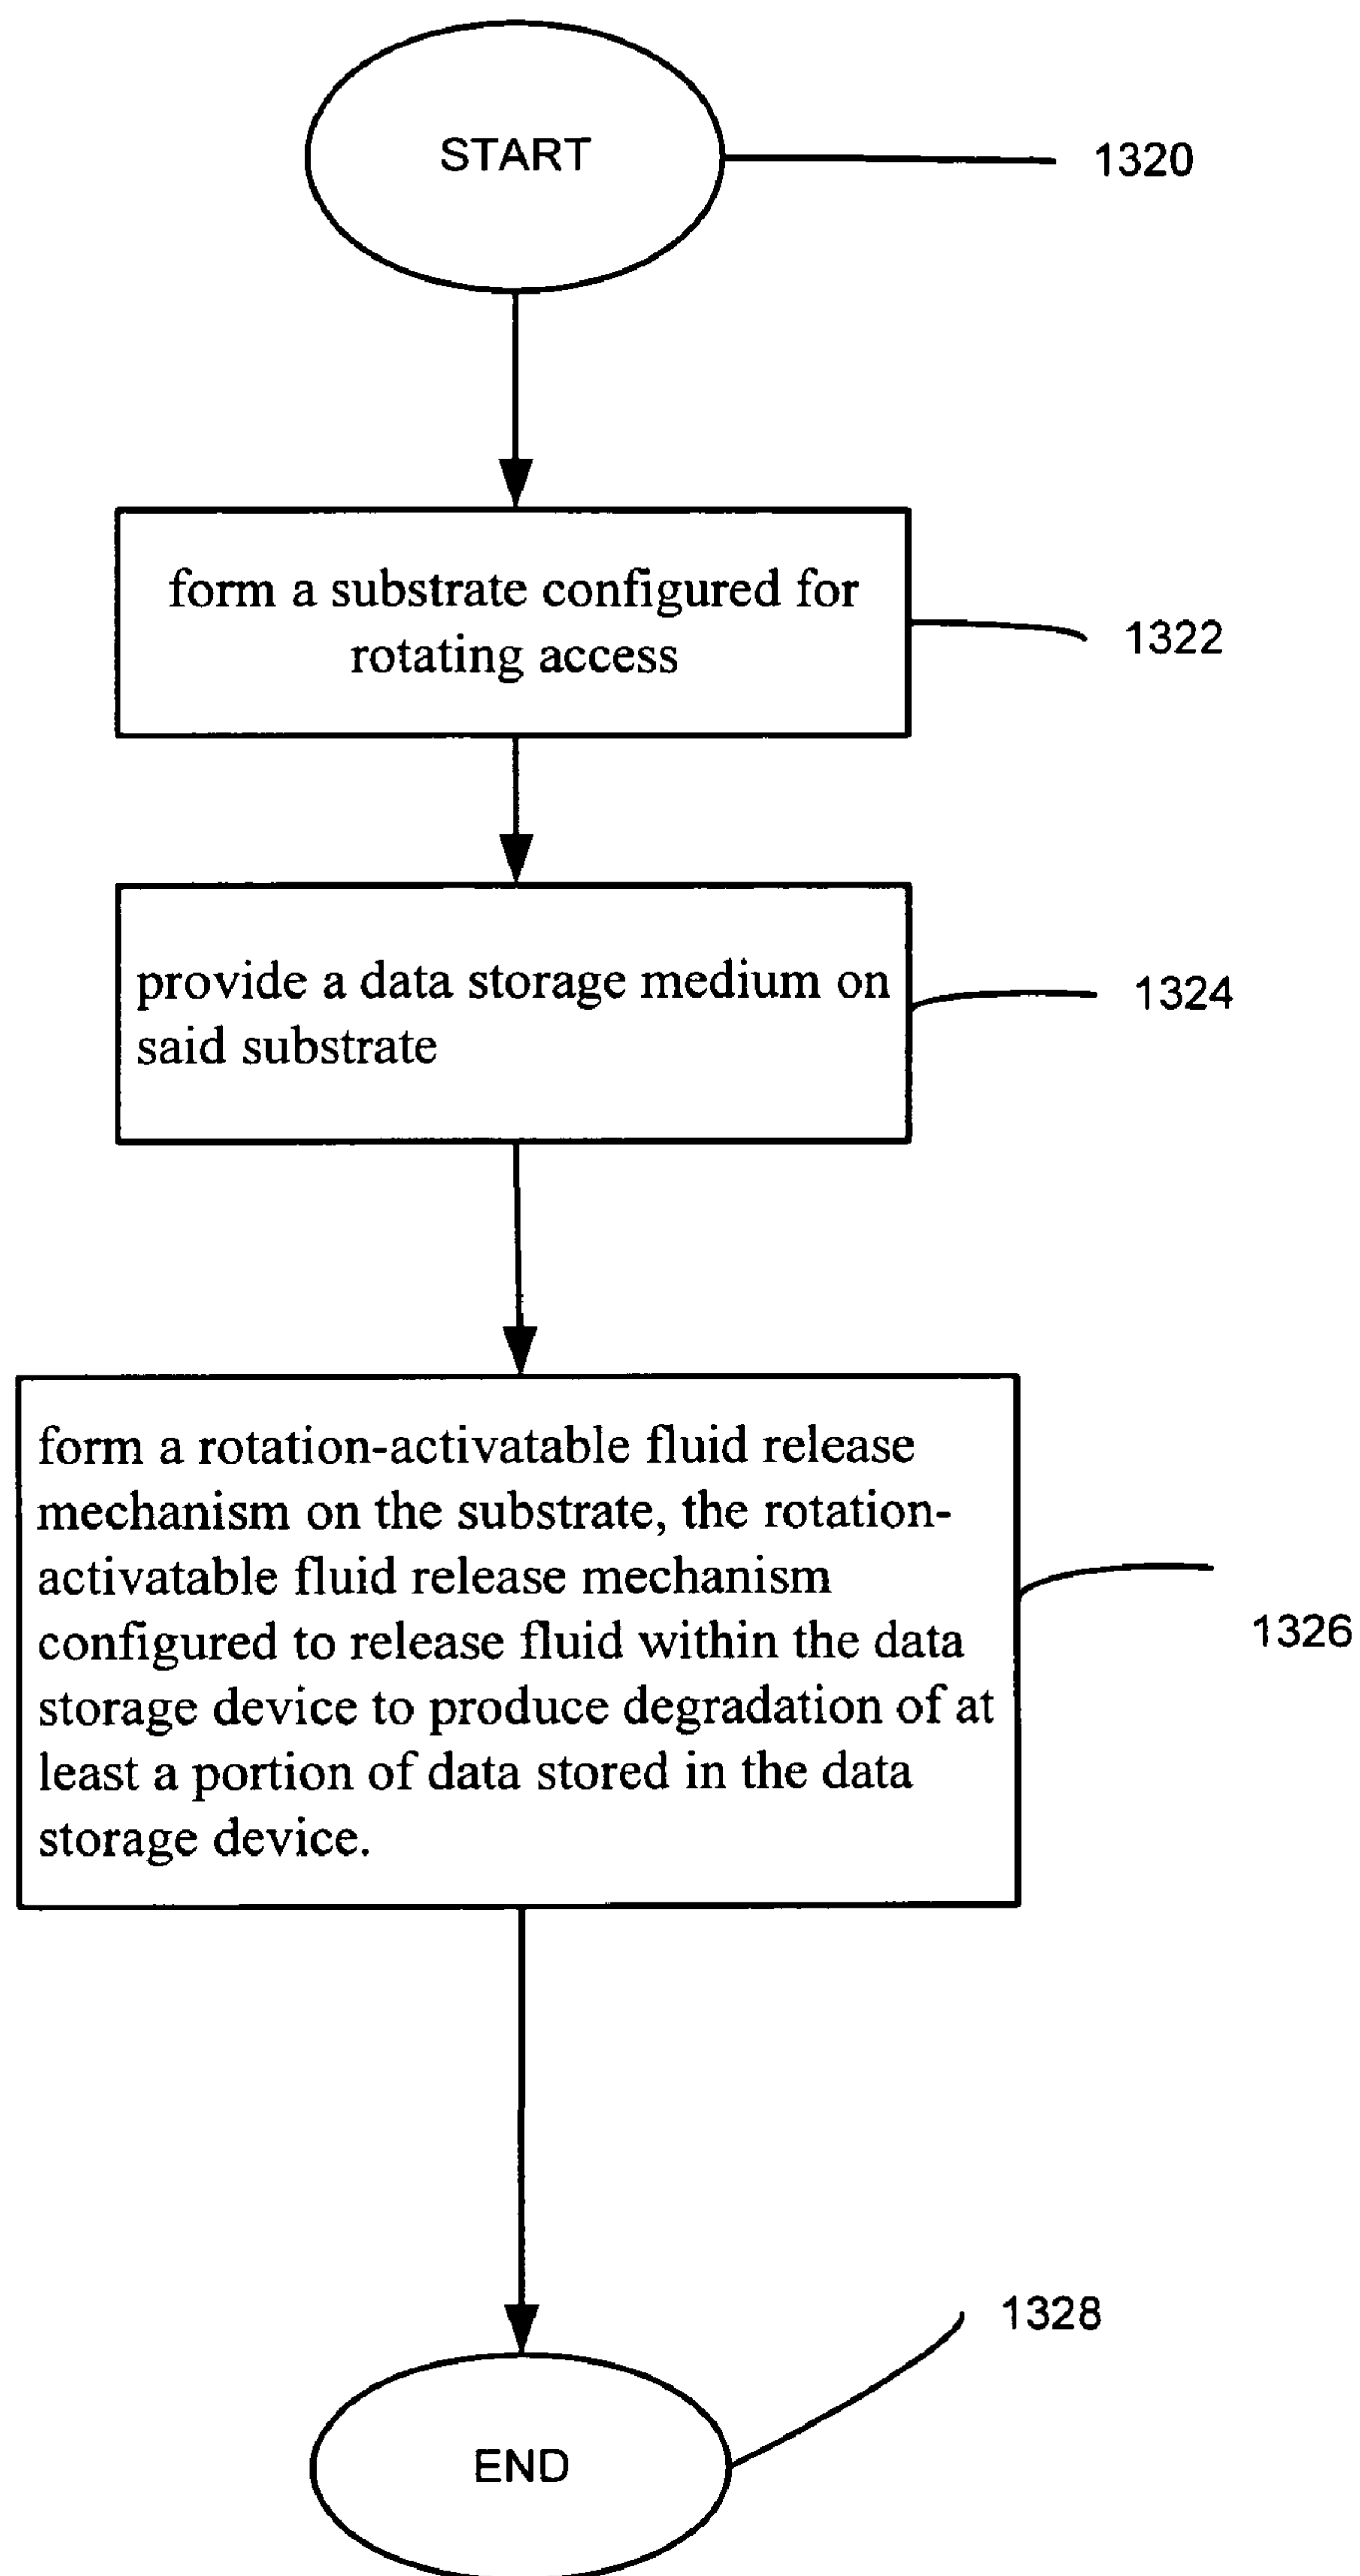 START
1320
form a substrate configured for
rotating access
1322
provide a data storage medium on
said substrate
1324
form a rotation-activatable fluid release
mechanism on the substrate, the rotation-
activatable fluid release mechanism
configured to release fluid within the data
storage device to produce degradation of at
least a portion of data stored in the data
storage device.
1326
END
1328